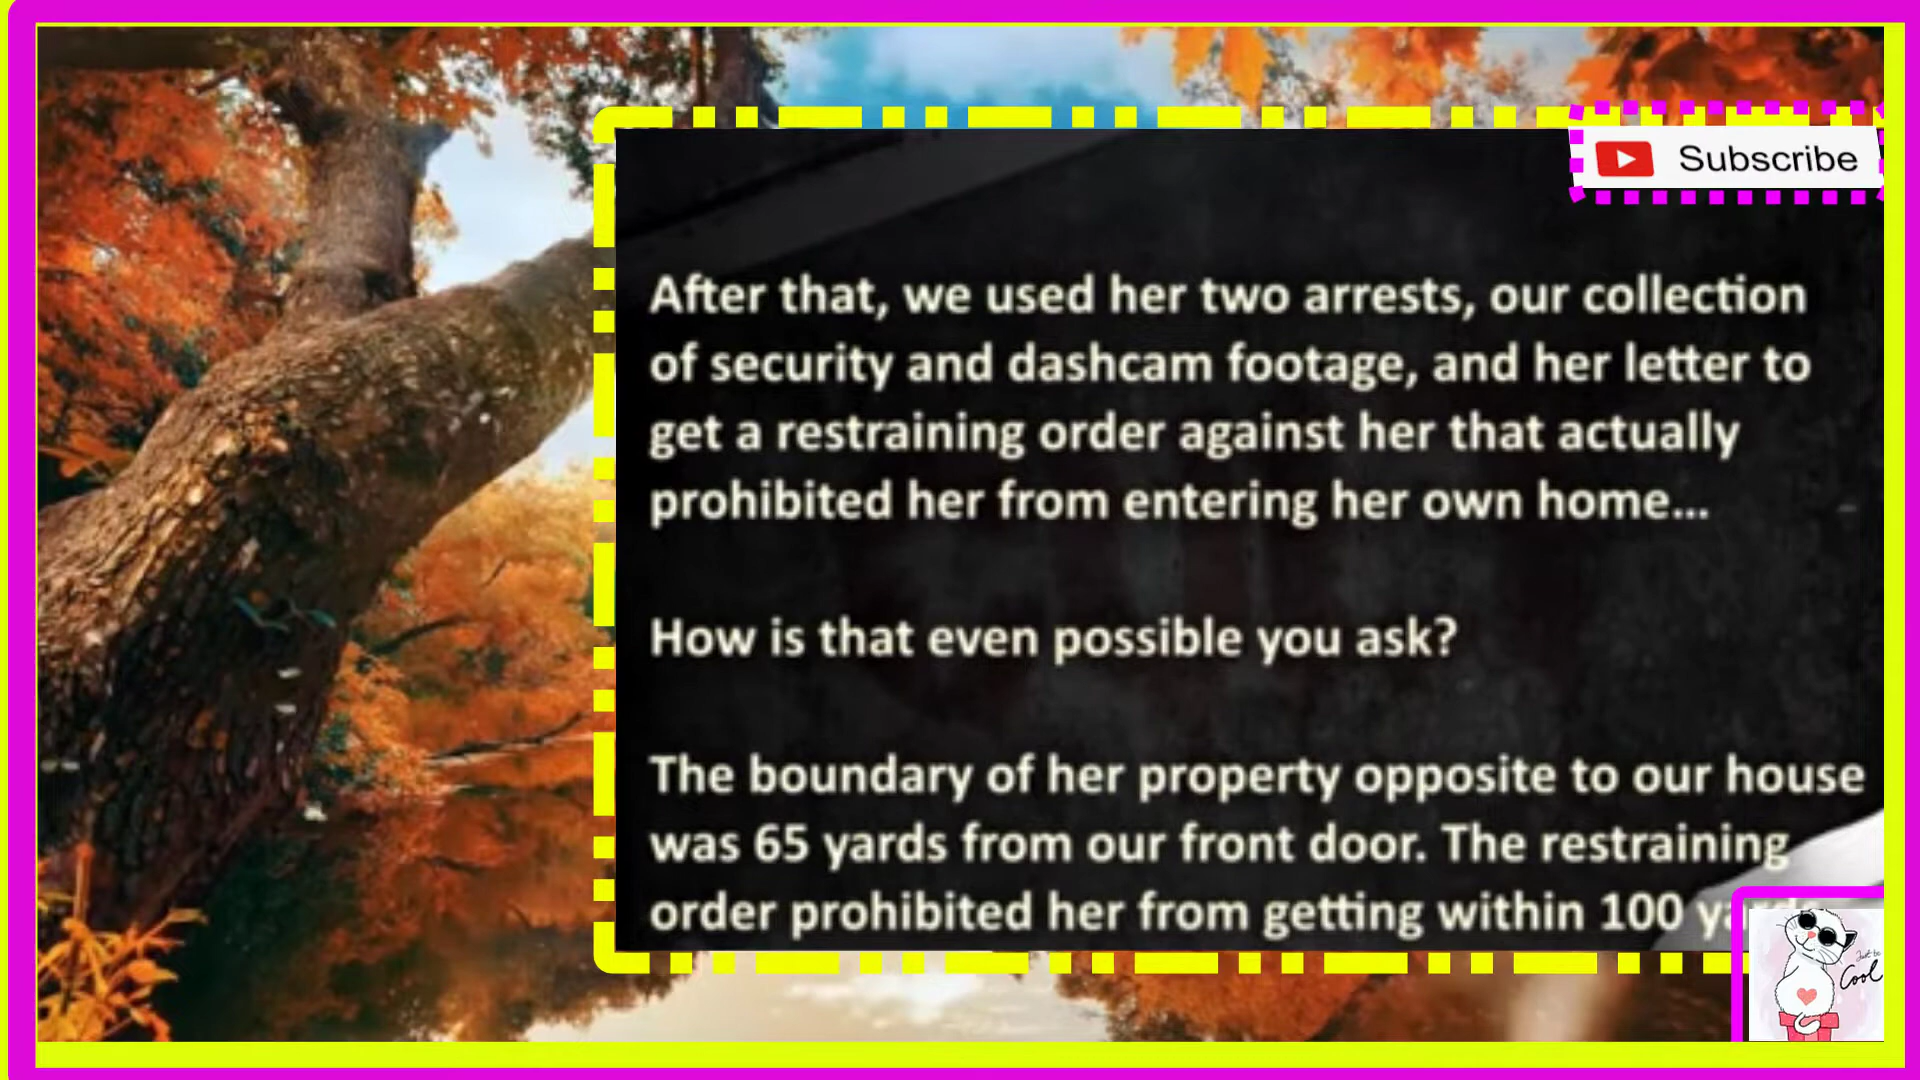 Subscribe
After that, we used her two arrests, our collection
of security and dashcam footage, and her letter to
get a restraining order against her that actually
prohibited her from entering her own home...
How is that even possible you ask?
The boundary of her property opposite to our house
was 65 yards from our front door. The restraining
order prohibited her from getting within 100
Just be
Cool